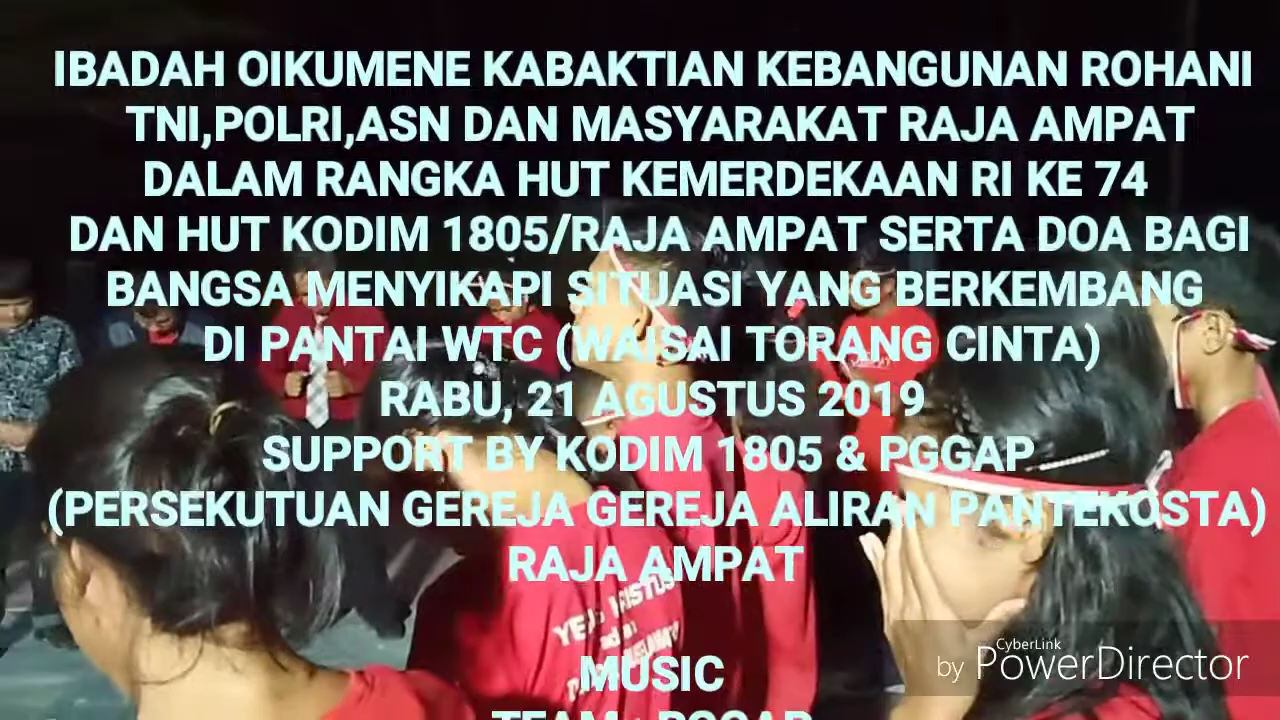 IBADAH OIKUMENE KABAKTIAN KEBANGUNAN ROHANI
TNI,POLRI,ASN DAN MASYARAKAT RAJA AMPAT
DALAM RANGKA HUT KEMERDEKAAN RI KE 74
DAN HUT KODIM 1805/RAJA AMPAT SERTA DOA BAGI
BANGSA MENYIKAPI SITUASI YANG BERKEMBANG
DI PANTAI WTC (WAISAI TORANG CINTA)
RABU, 21 AGUSTUS 2019
SUPPORT BY KODIM 1805 & PGGAP
(PERSEKUTUAN GEREJA GEREJA ALIRAN PANTEKOSTA)
RAJA AMPAT
MUSIC
TEAM : PGGAP
by CyberLink PowerDirector